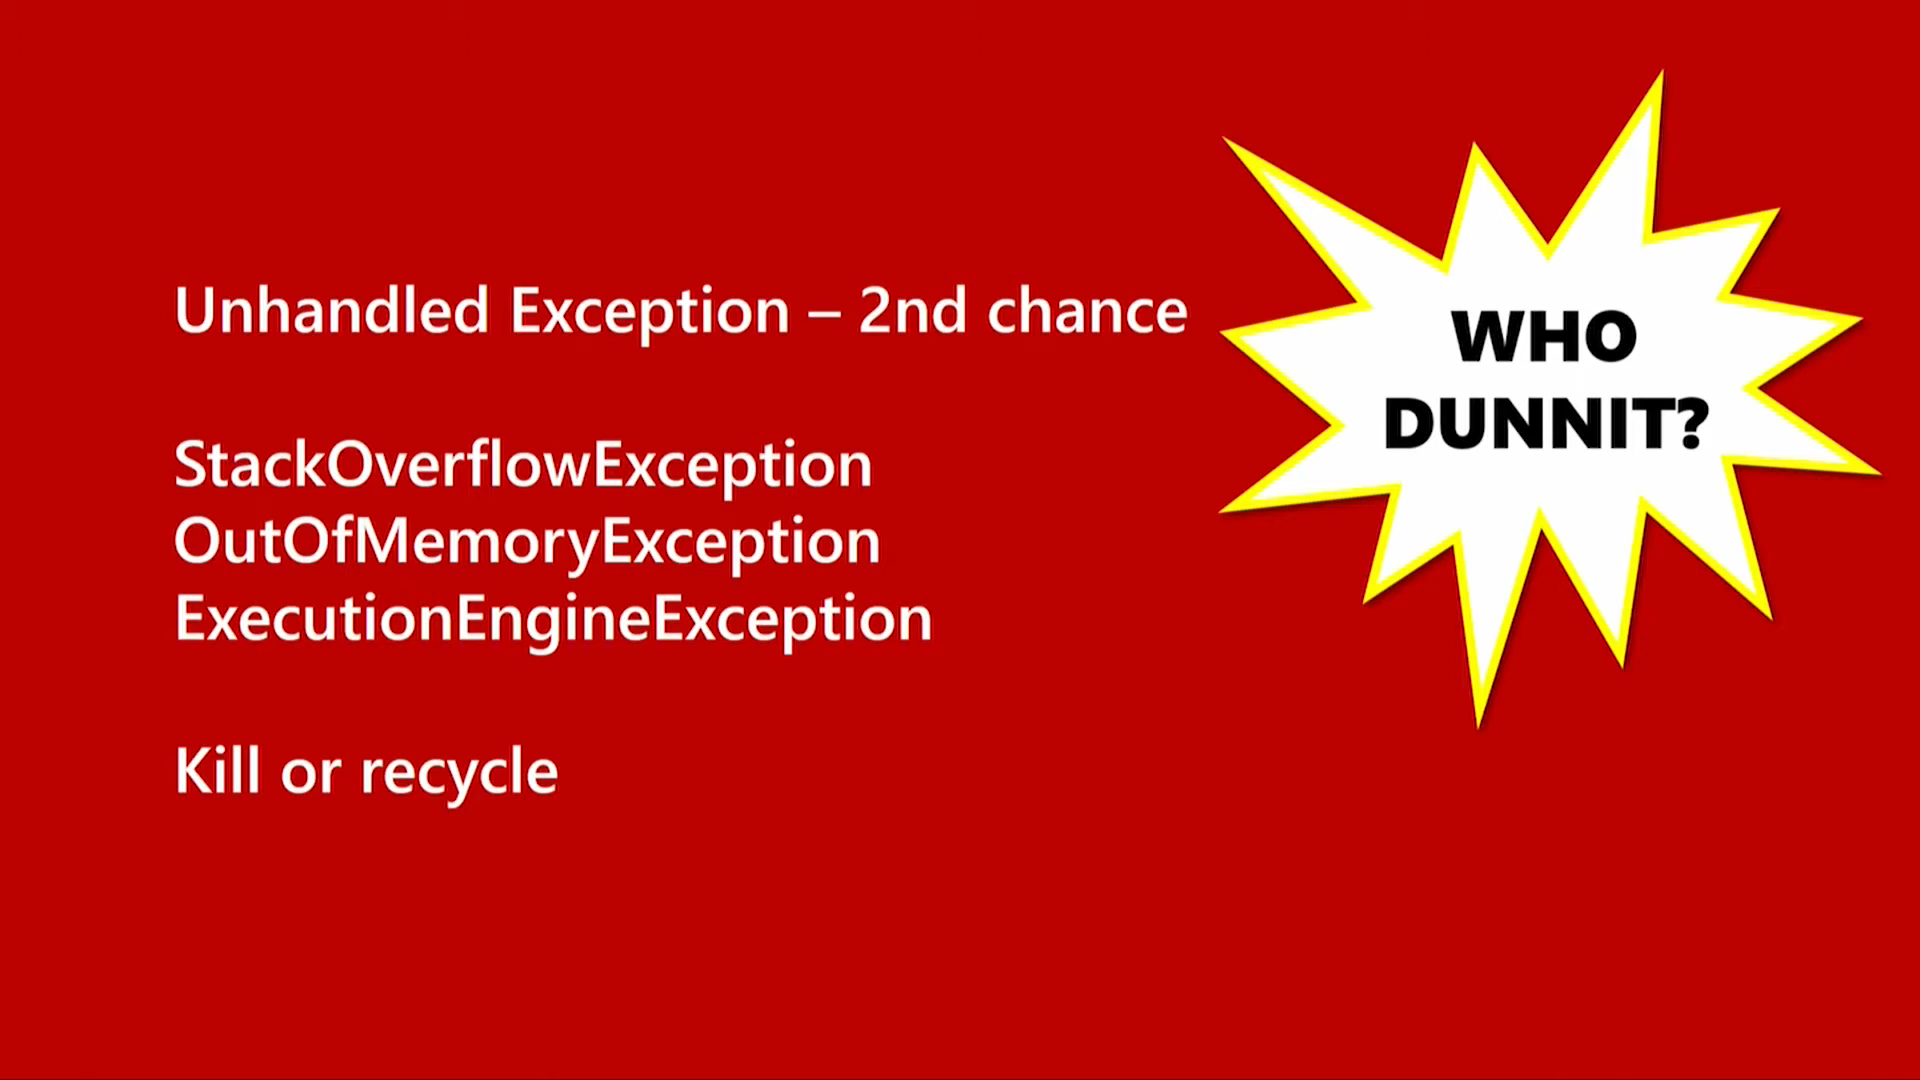 Unhandled Exception – 2nd chance
StackOverflowException
OutOfMemoryException
ExecutionEngineException
Kill or recycle
WHO
DUNNIT?